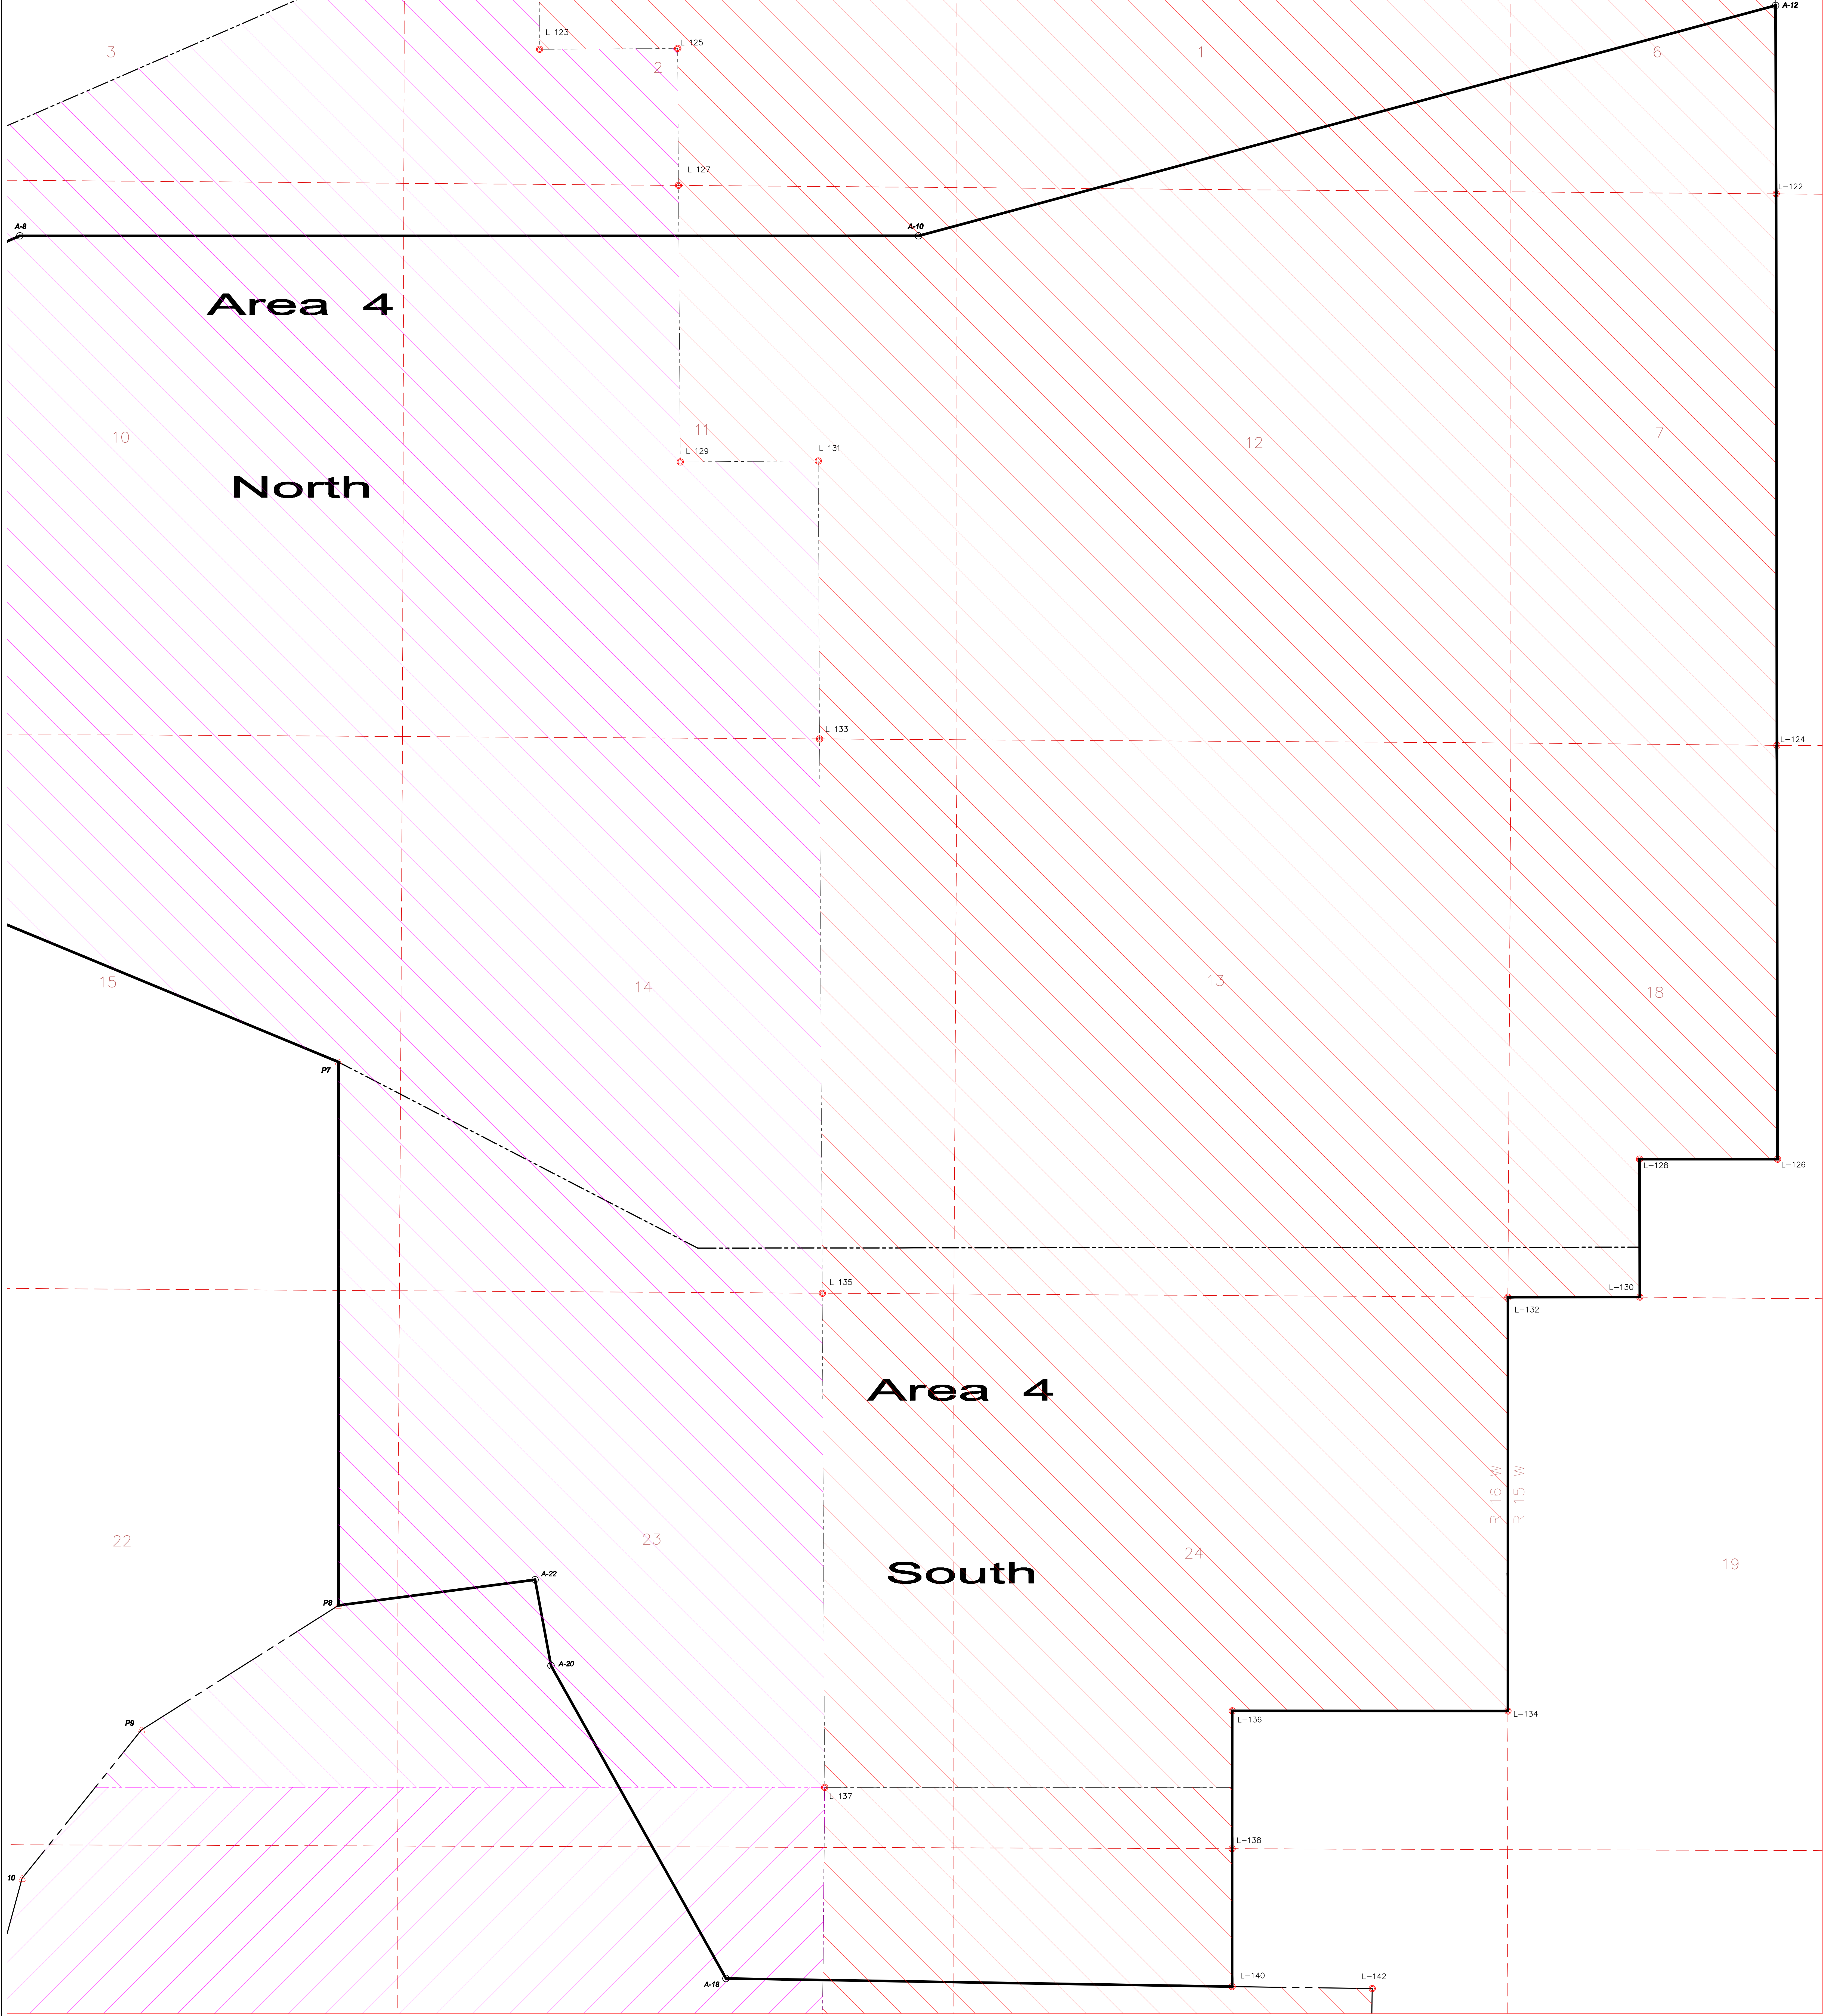 A-12
L 123
L 125
3
2
1
6
L 127
L-122
A-8
A-10
Area 4
North
10
11
12
7
L 129
L 131
L 133
L-124
15
14
13
18
P7
L-128
L-126
L 135
L-130
L-132
Area 4
South
R 16 W
R 15 W
22
23
24
19
A-22
P8
A-20
P9
L-136
L-134
L 137
L-138
10
A-18
L-140
L-142